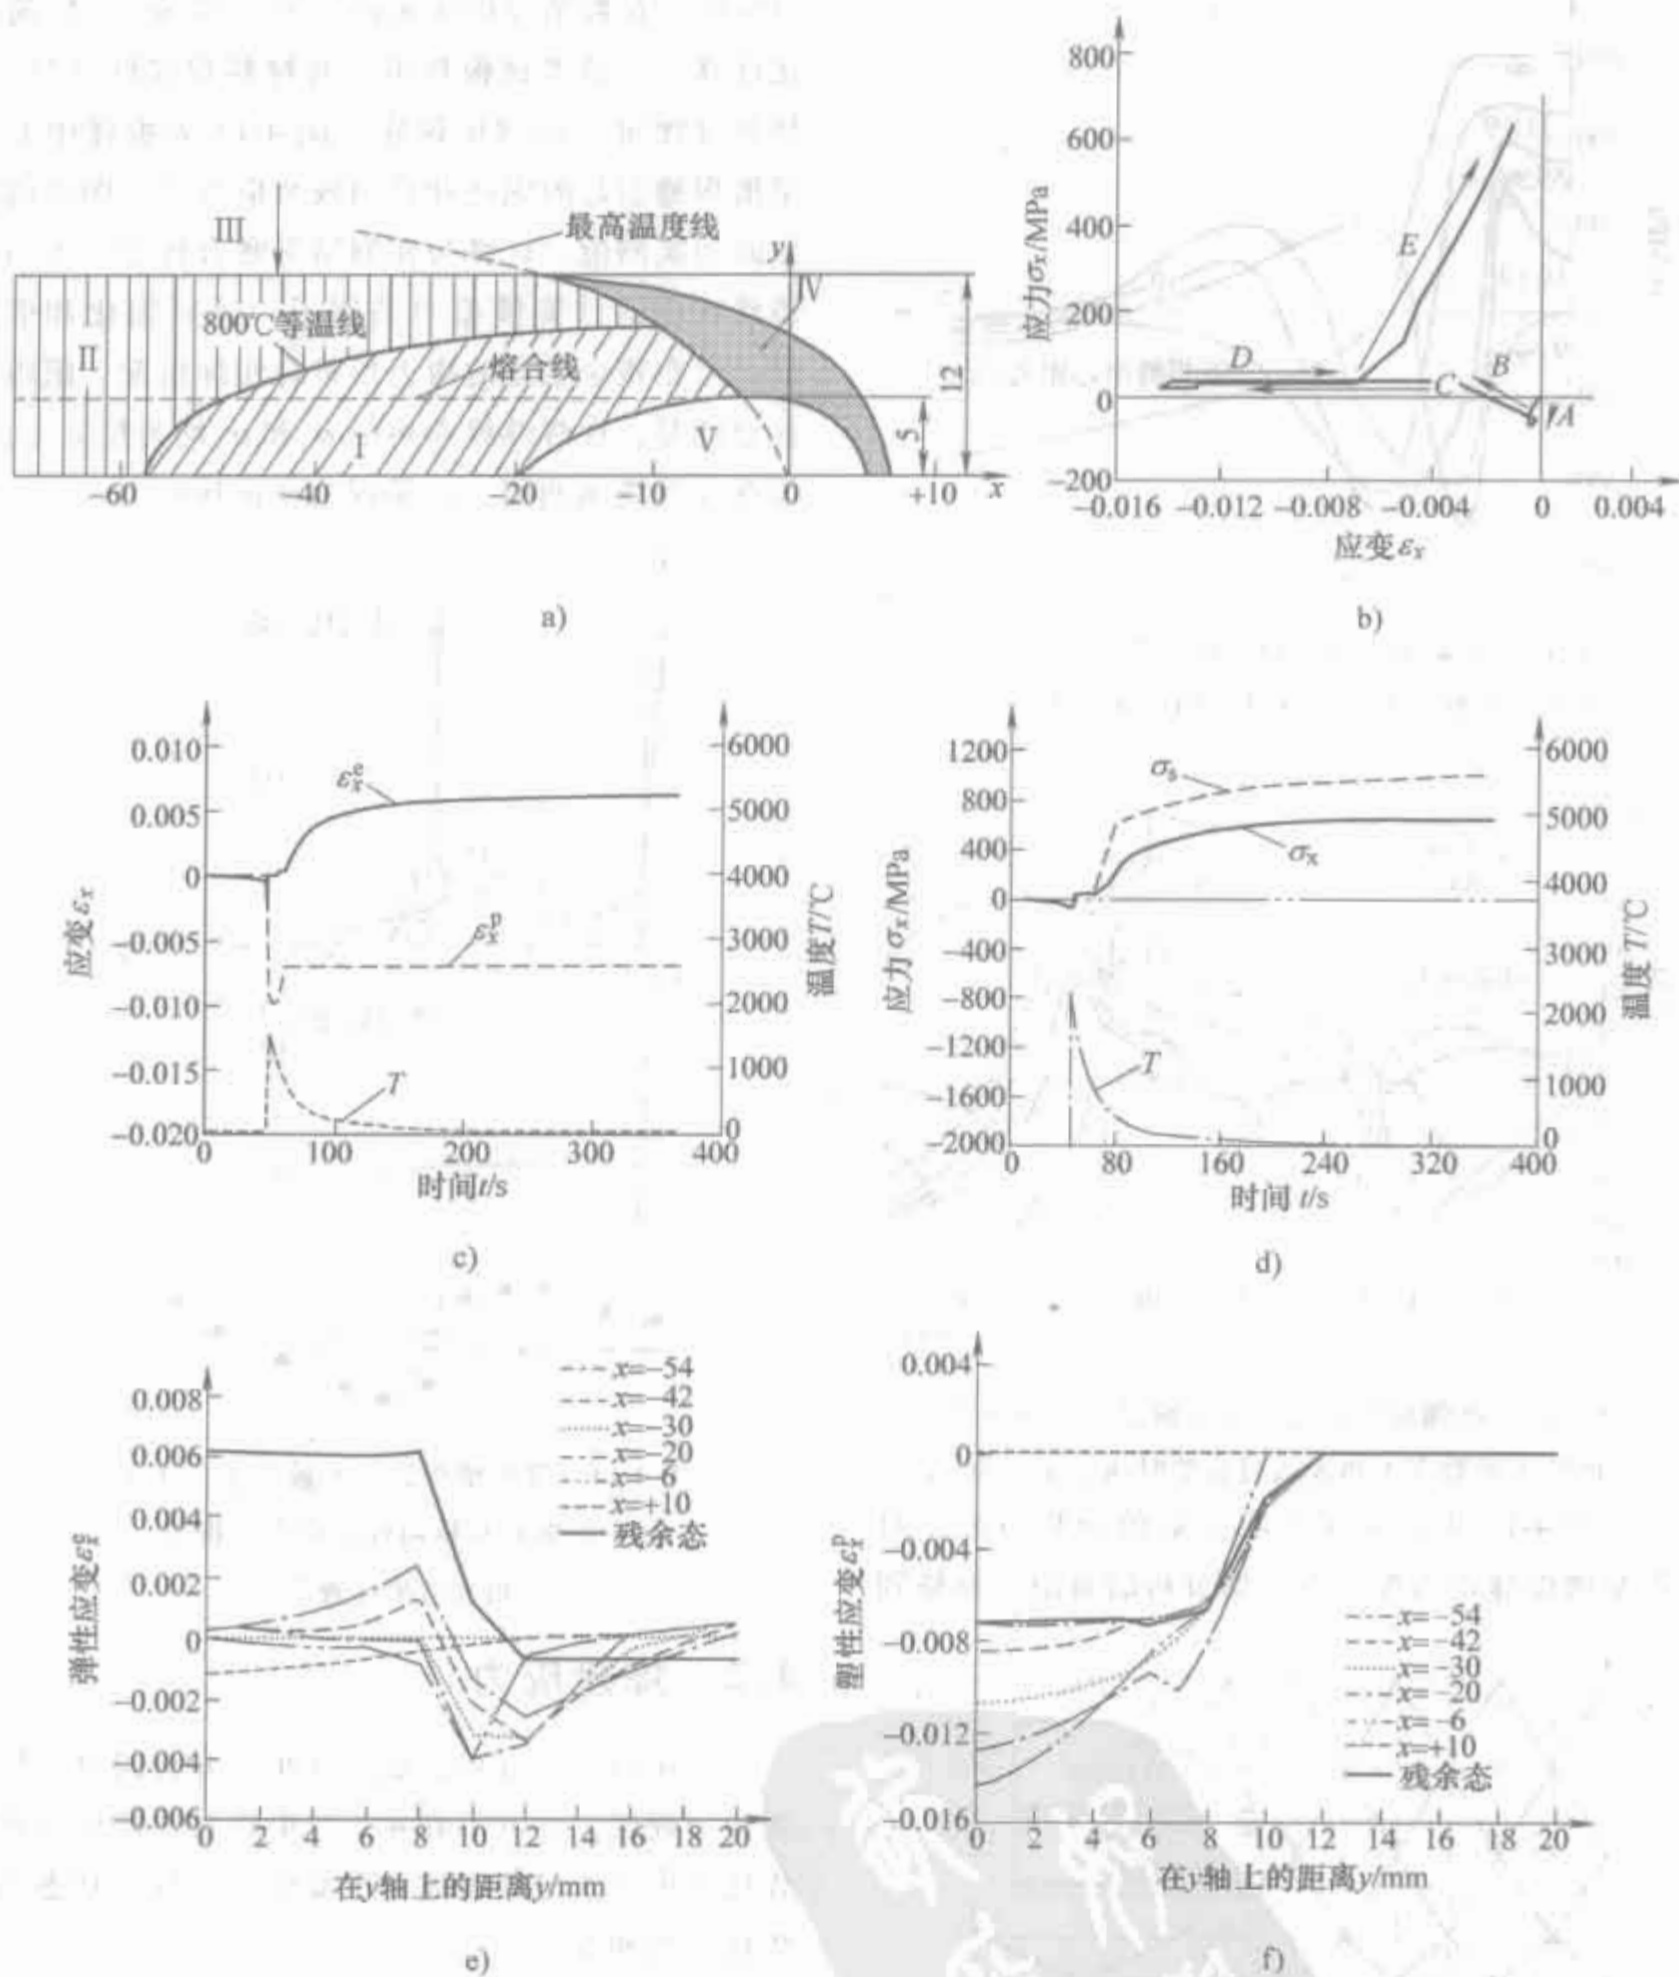 Ⅲ
最高温度线
y
Ⅳ
800℃等温线
Ⅱ
熔合线
12
5
Ⅰ
Ⅴ
-60 -40 -20 -10 0 +10 x
a)
800
600
400
200
0
-200
应力σx/MPa
E
D
C
B
A
-0.016 -0.012 -0.008 -0.004 0 0.004
应变εx
b)
0.010
0.005
0
-0.005
-0.010
-0.015
-0.020
应变εx
6000
5000
4000
3000
2000
1000
0
温度T/℃
εx^e
εx^p
T
0 100 200 300 400
时间t/s
c)
1200
800
400
0
-400
-800
-1200
-1600
-2000
应力σx/MPa
6000
5000
4000
3000
2000
1000
0
温度T/℃
σs
σx
T
0 80 160 240 320 400
时间 t/s
d)
x=-54
x=-42
x=-30
x=-20
x=-6
x=+10
残余态
0.008
0.006
0.004
0.002
0
-0.002
-0.004
-0.006
弹性应变εx^e
0 2 4 6 8 10 12 14 16 18 20
在y轴上的距离y/mm
e)
0.004
0
-0.004
-0.008
-0.012
-0.016
塑性应变εx^p
x=-54
x=-42
x=-30
x=-20
x=-6
x=+10
残余态
0 2 4 6 8 10 12 14 16 18 20
在y轴上的距离y/mm
f)